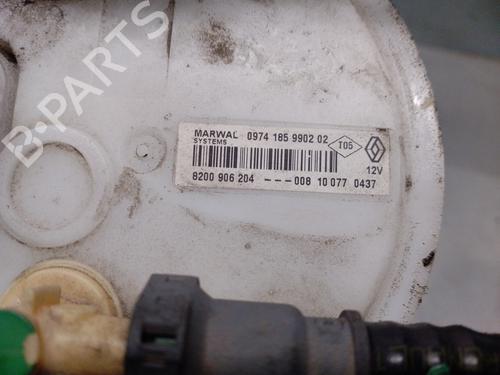 B-PARTS
MARWAL 0974 185 9902 02
SYSTEMS
T05
12V
8200 906 204 ---008 10 077 0437